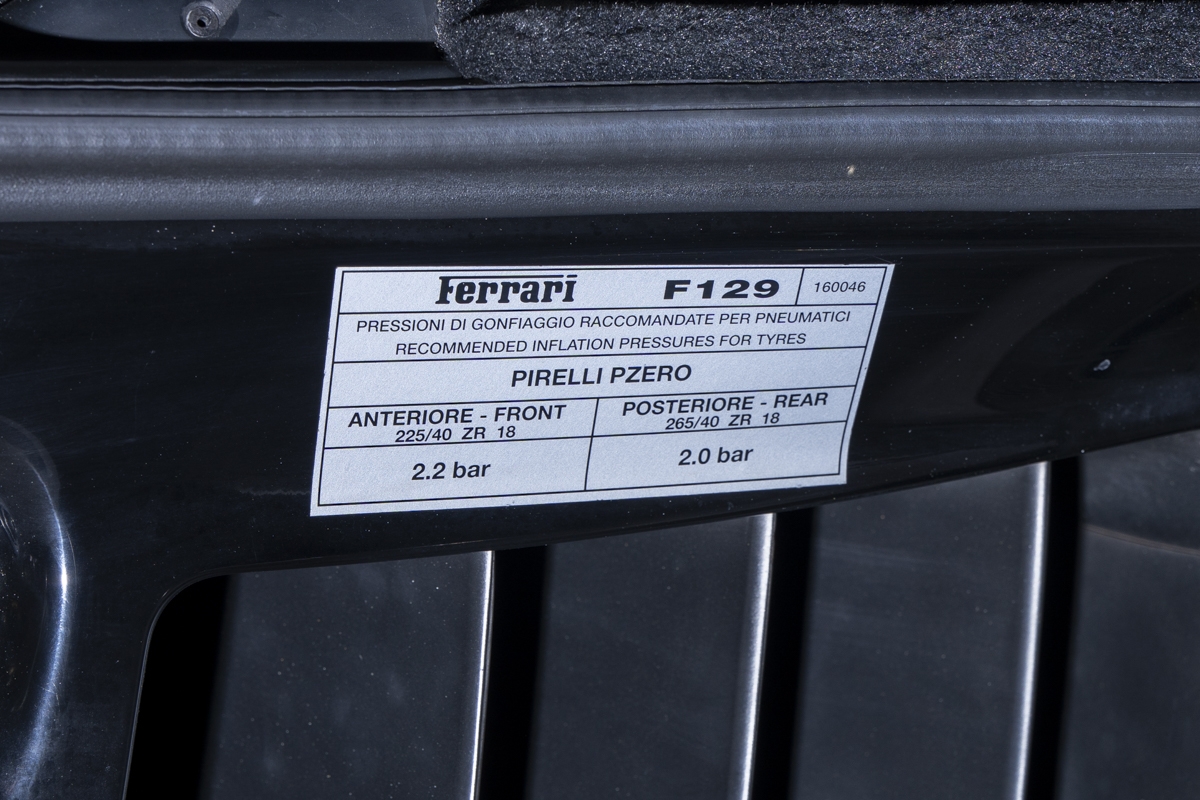 Ferrari F129 160046
PRESSIONI DI GONFIAGGIO RACCOMANDATE PER PNEUMATICI
RECOMMENDED INFLATION PRESSURES FOR TYRES
PIRELLI PZERO
ANTERIORE - FRONT
225/40 ZR 18
POSTERIORE - REAR
265/40 ZR 18
2.2 bar
2.0 bar